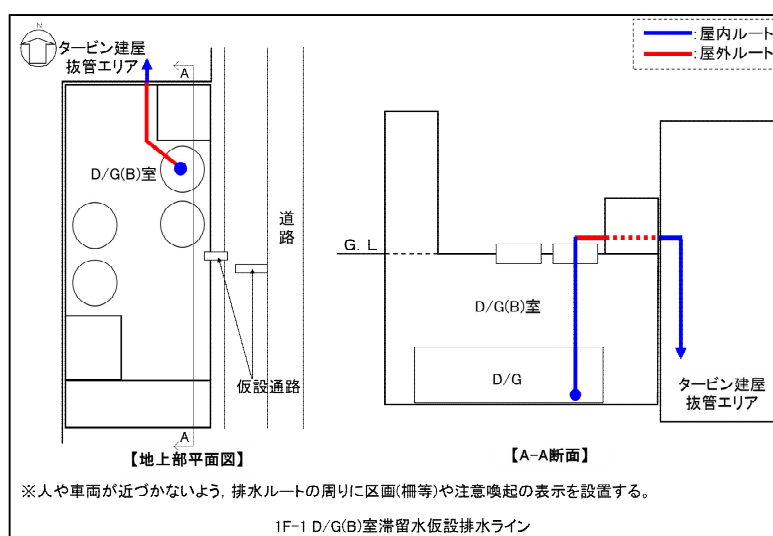 N
タービン建屋
抜管エリア
A
D/G(B)室
道
路
仮設通路
A
【地上部平面図】
:屋内ルート
:屋外ルート
G.L
D/G(B)室
D/G
タービン建屋
抜管エリア
【A-A断面】
※人や車両が近づかないよう，排水ルートの周りに区画(柵等)や注意喚起の表示を設置する。
1F-1 D/G(B)室滞留水仮設排水ライン